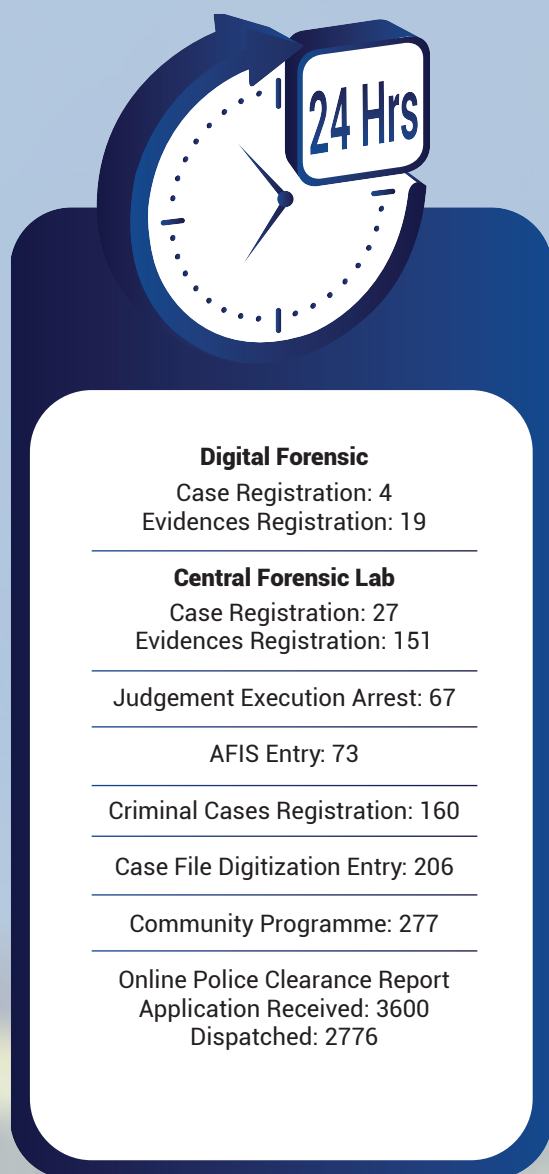 24 Hrs
Digital Forensic
Case Registration: 4
Evidences Registration: 19
Central Forensic Lab
Case Registration: 27
Evidences Registration: 151
Judgement Execution Arrest: 67
AFIS Entry: 73
Criminal Cases Registration: 160
Case File Digitization Entry: 206
Community Programme: 277
Online Police Clearance Report
Application Received: 3600
Dispatched: 2776